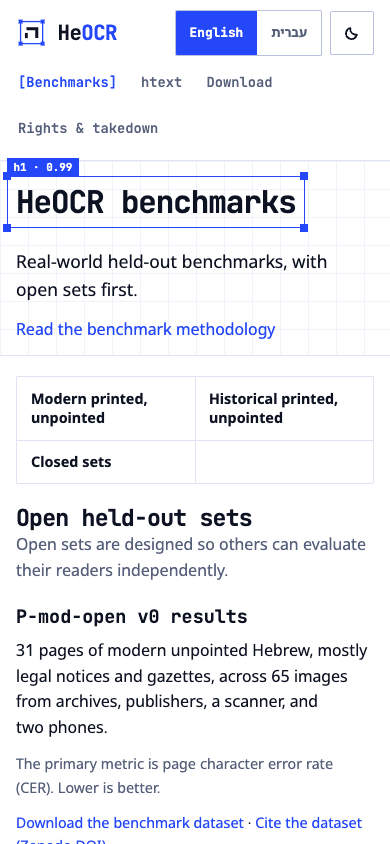 HeOCR
English
עברית
[Benchmarks]
htext
Download
Rights & takedown
h1 · 0.99
HeOCR benchmarks
Real-world held-out benchmarks, with
open sets first.
Read the benchmark methodology
Modern printed,
unpointed
Historical printed,
unpointed
Closed sets
Open held-out sets
Open sets are designed so others can evaluate
their readers independently.
P-mod-open v0 results
31 pages of modern unpointed Hebrew, mostly
legal notices and gazettes, across 65 images
from archives, publishers, a scanner, and
two phones.
The primary metric is page character error rate
(CER). Lower is better.
Download the benchmark dataset · Cite the dataset
(Zenodo DOI)